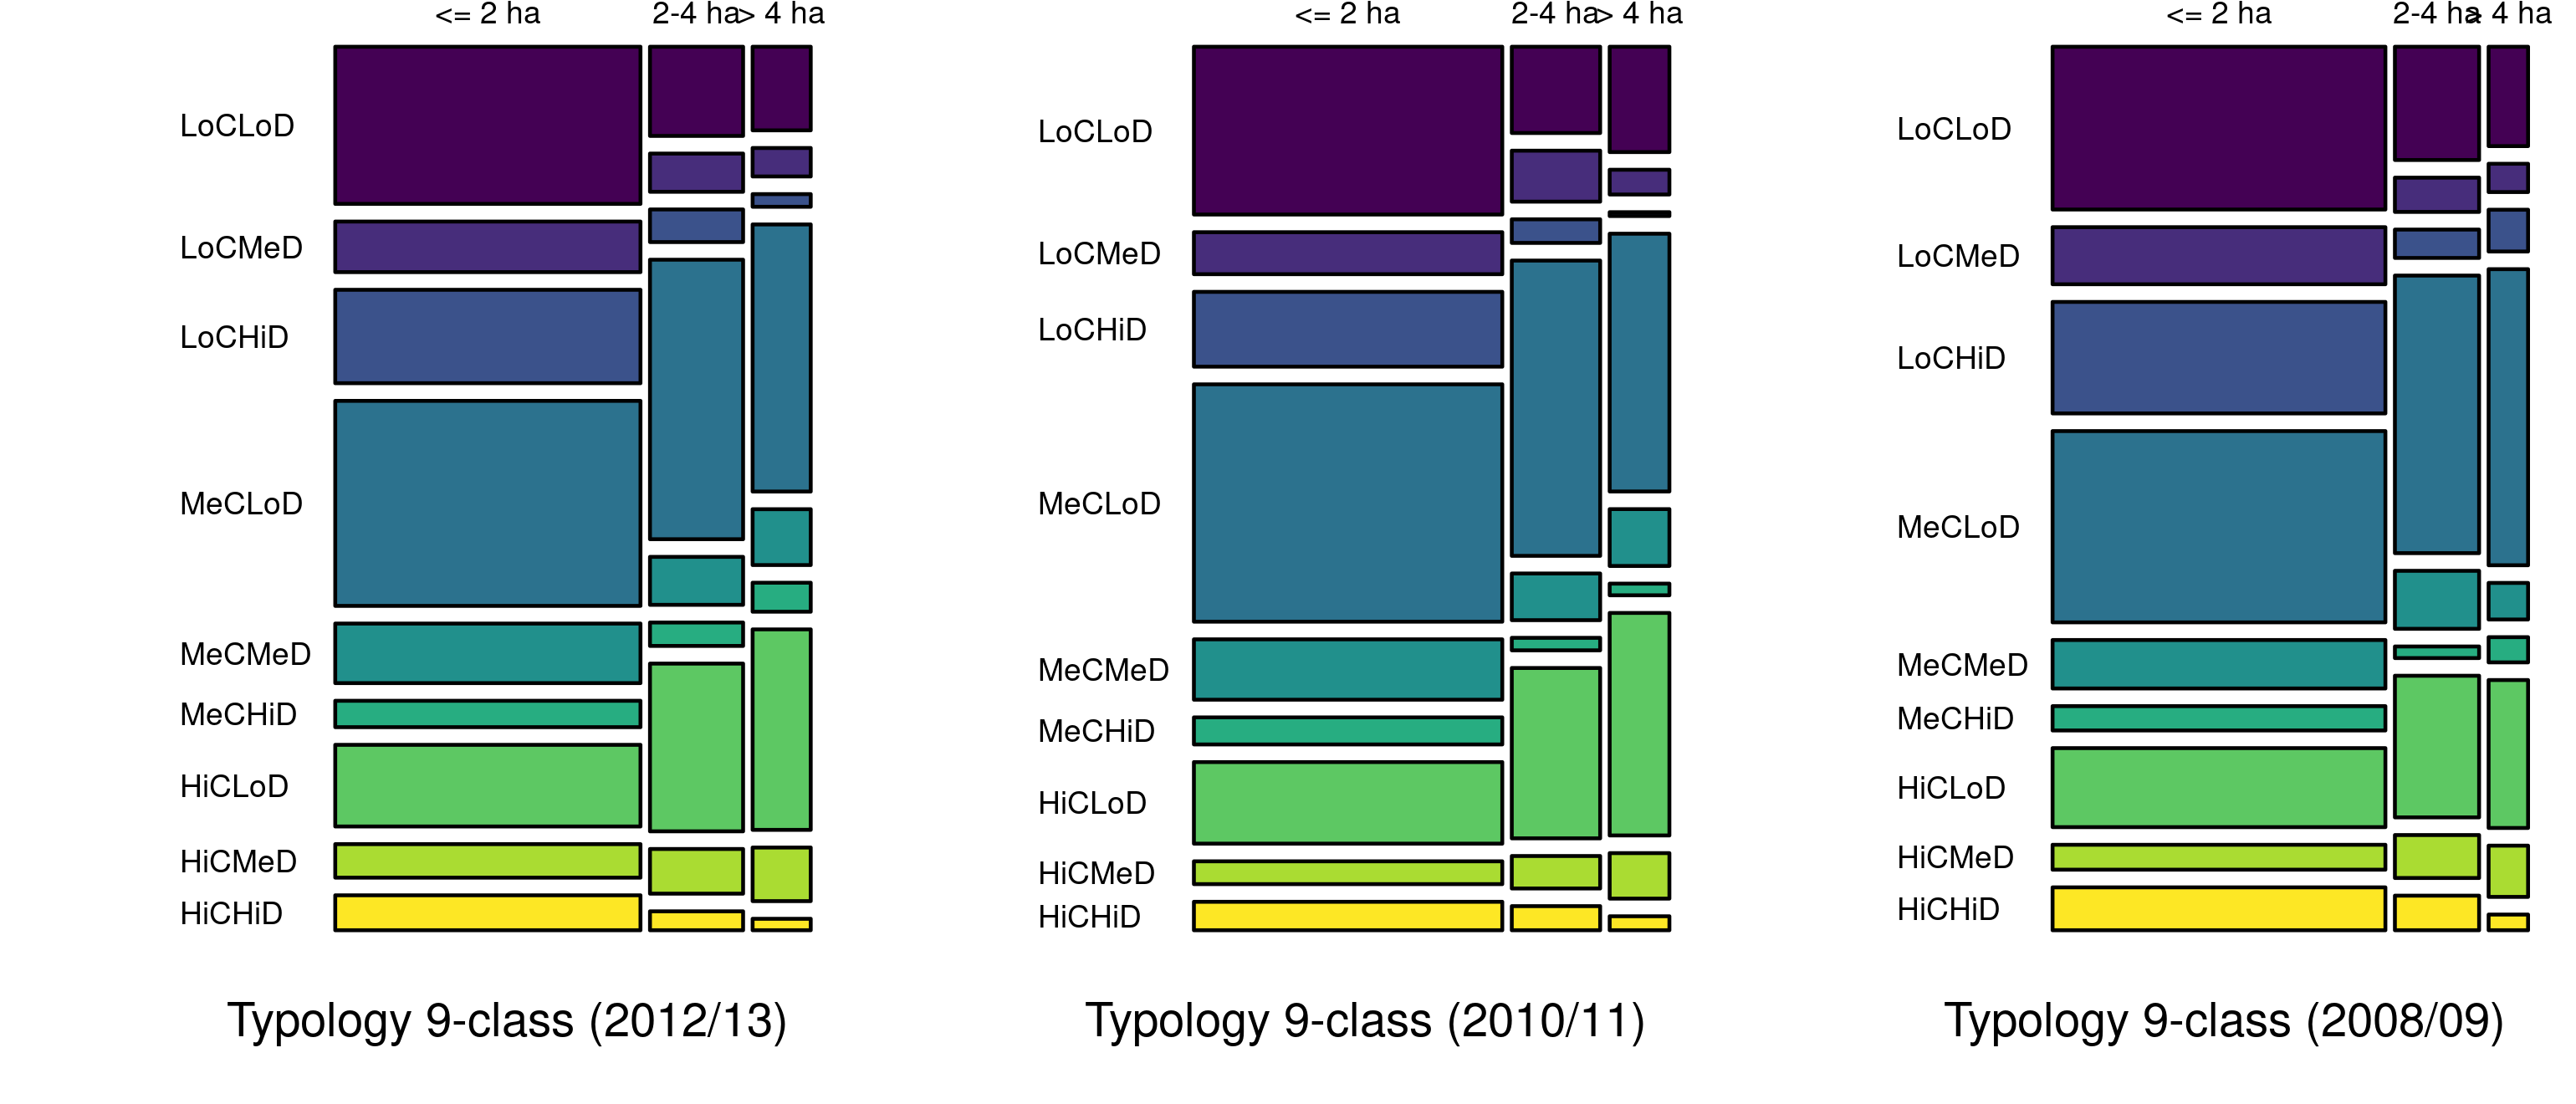 <= 2 ha 2-4 ha > 4 ha
LoCLoD
LoCMeD
LoCHiD
MeCLoD
MeCMeD
MeCHiD
HiCLoD
HiCMeD
HiCHiD
Typology 9-class (2012/13)
<= 2 ha 2-4 ha > 4 ha
LoCLoD
LoCMeD
LoCHiD
MeCLoD
MeCMeD
MeCHiD
HiCLoD
HiCMeD
HiCHiD
Typology 9-class (2010/11)
<= 2 ha 2-4 ha > 4 ha
LoCLoD
LoCMeD
LoCHiD
MeCLoD
MeCMeD
MeCHiD
HiCLoD
HiCMeD
HiCHiD
Typology 9-class (2008/09)